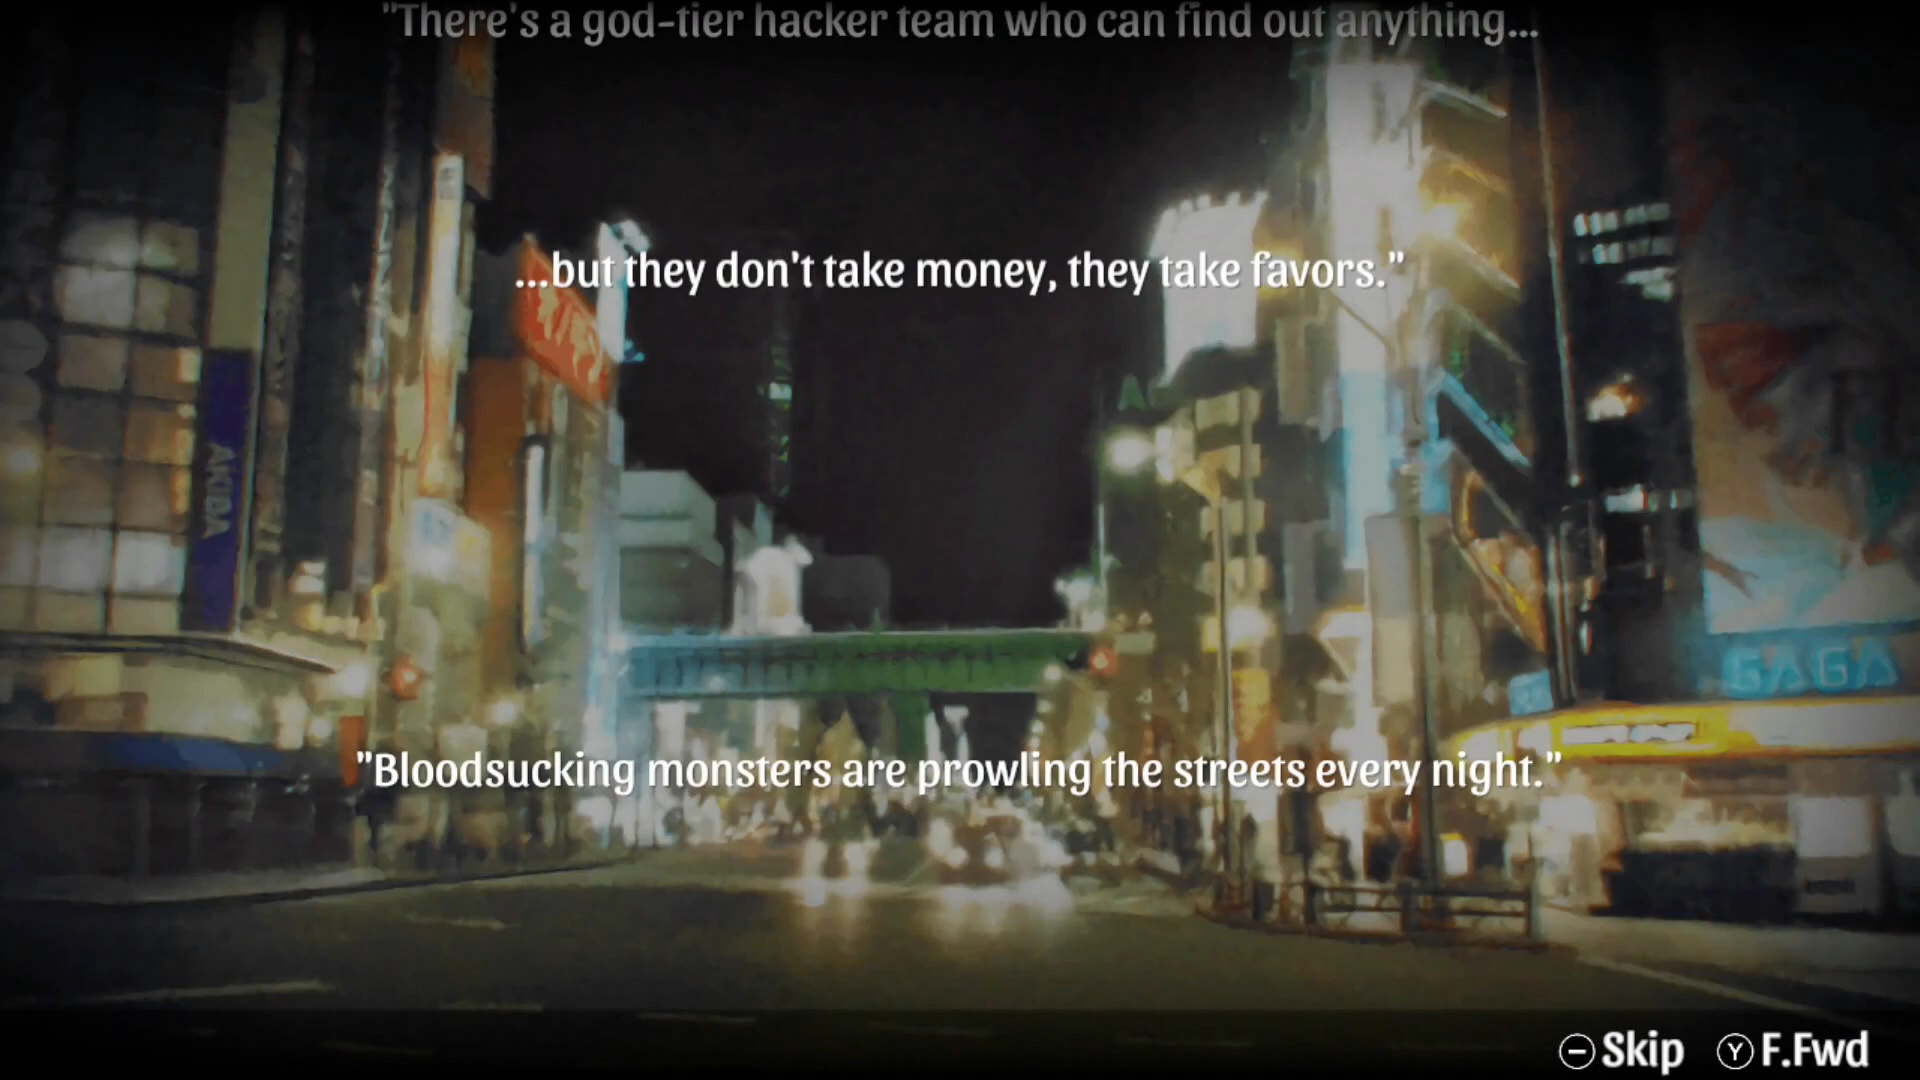 "There's a god-tier hacker team who can find out anything...
...but they don't take money, they take favors."
AKIBA
GAGA
"Bloodsucking monsters are prowling the streets every night."
Skip
Y F.Fwd